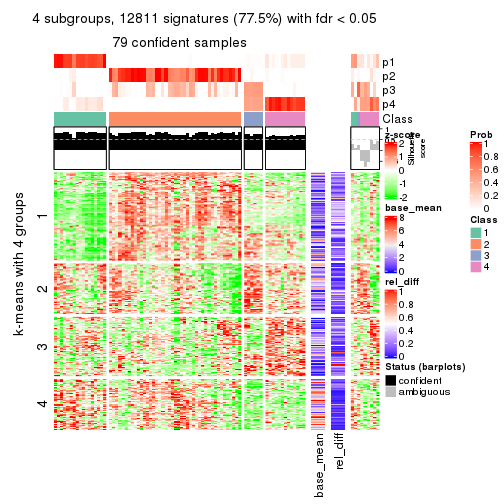 4 subgroups, 12811 signatures (77.5%) with fdr < 0.05
79 confident samples
p1
p2
p3
p4
Class
1
Silhouette
score
z-score
2
1
0
-1
-2
base_mean
8
6
4
2
0
rel_diff
1
0.8
0.6
0.4
0.2
0
Status (barplots)
confident
ambiguous
Prob
1
0.8
0.6
0.4
0.2
0
Class
1
2
3
4
k-means with 4 groups
1
2
3
4
base_mean
rel_diff